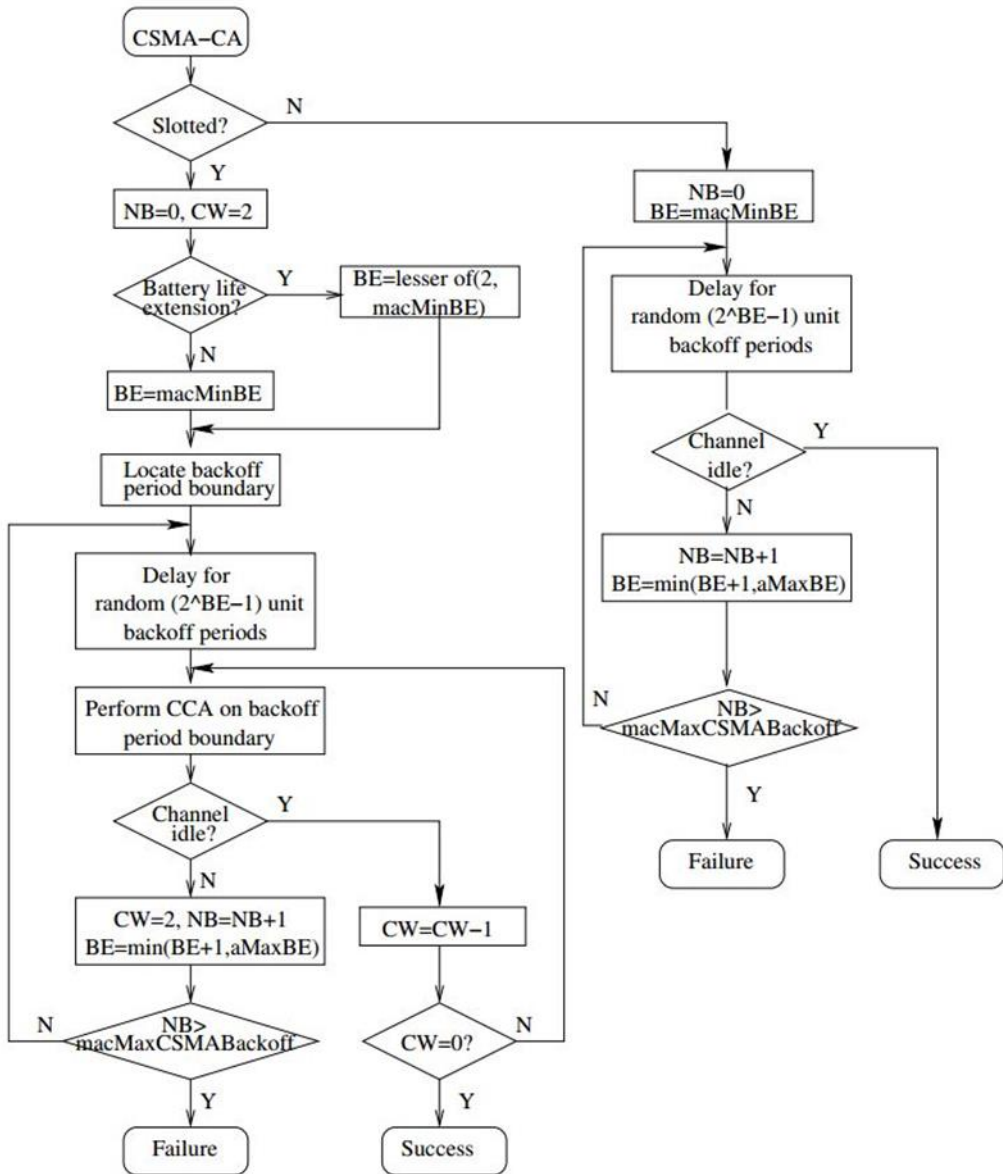 CSMA−CA
Slotted?
N
Y
NB=0, CW=2
Battery life
extension?
Y
BE=lesser of(2,
macMinBE)
N
BE=macMinBE
Locate backoff
period boundary
Delay for
random (2^BE−1) unit
backoff periods
Perform CCA on backoff
period boundary
Channel
idle?
Y
N
CW=2, NB=NB+1
BE=min(BE+1,aMaxBE)
CW=CW−1
N
NB>
macMaxCSMABackoff
CW=0?
N
Y
Y
Failure
Success
NB=0
BE=macMinBE
Delay for
random (2^BE−1) unit
backoff periods
Channel
idle?
Y
N
NB=NB+1
BE=min(BE+1,aMaxBE)
N
NB>
macMaxCSMABackoff
Y
Failure
Success